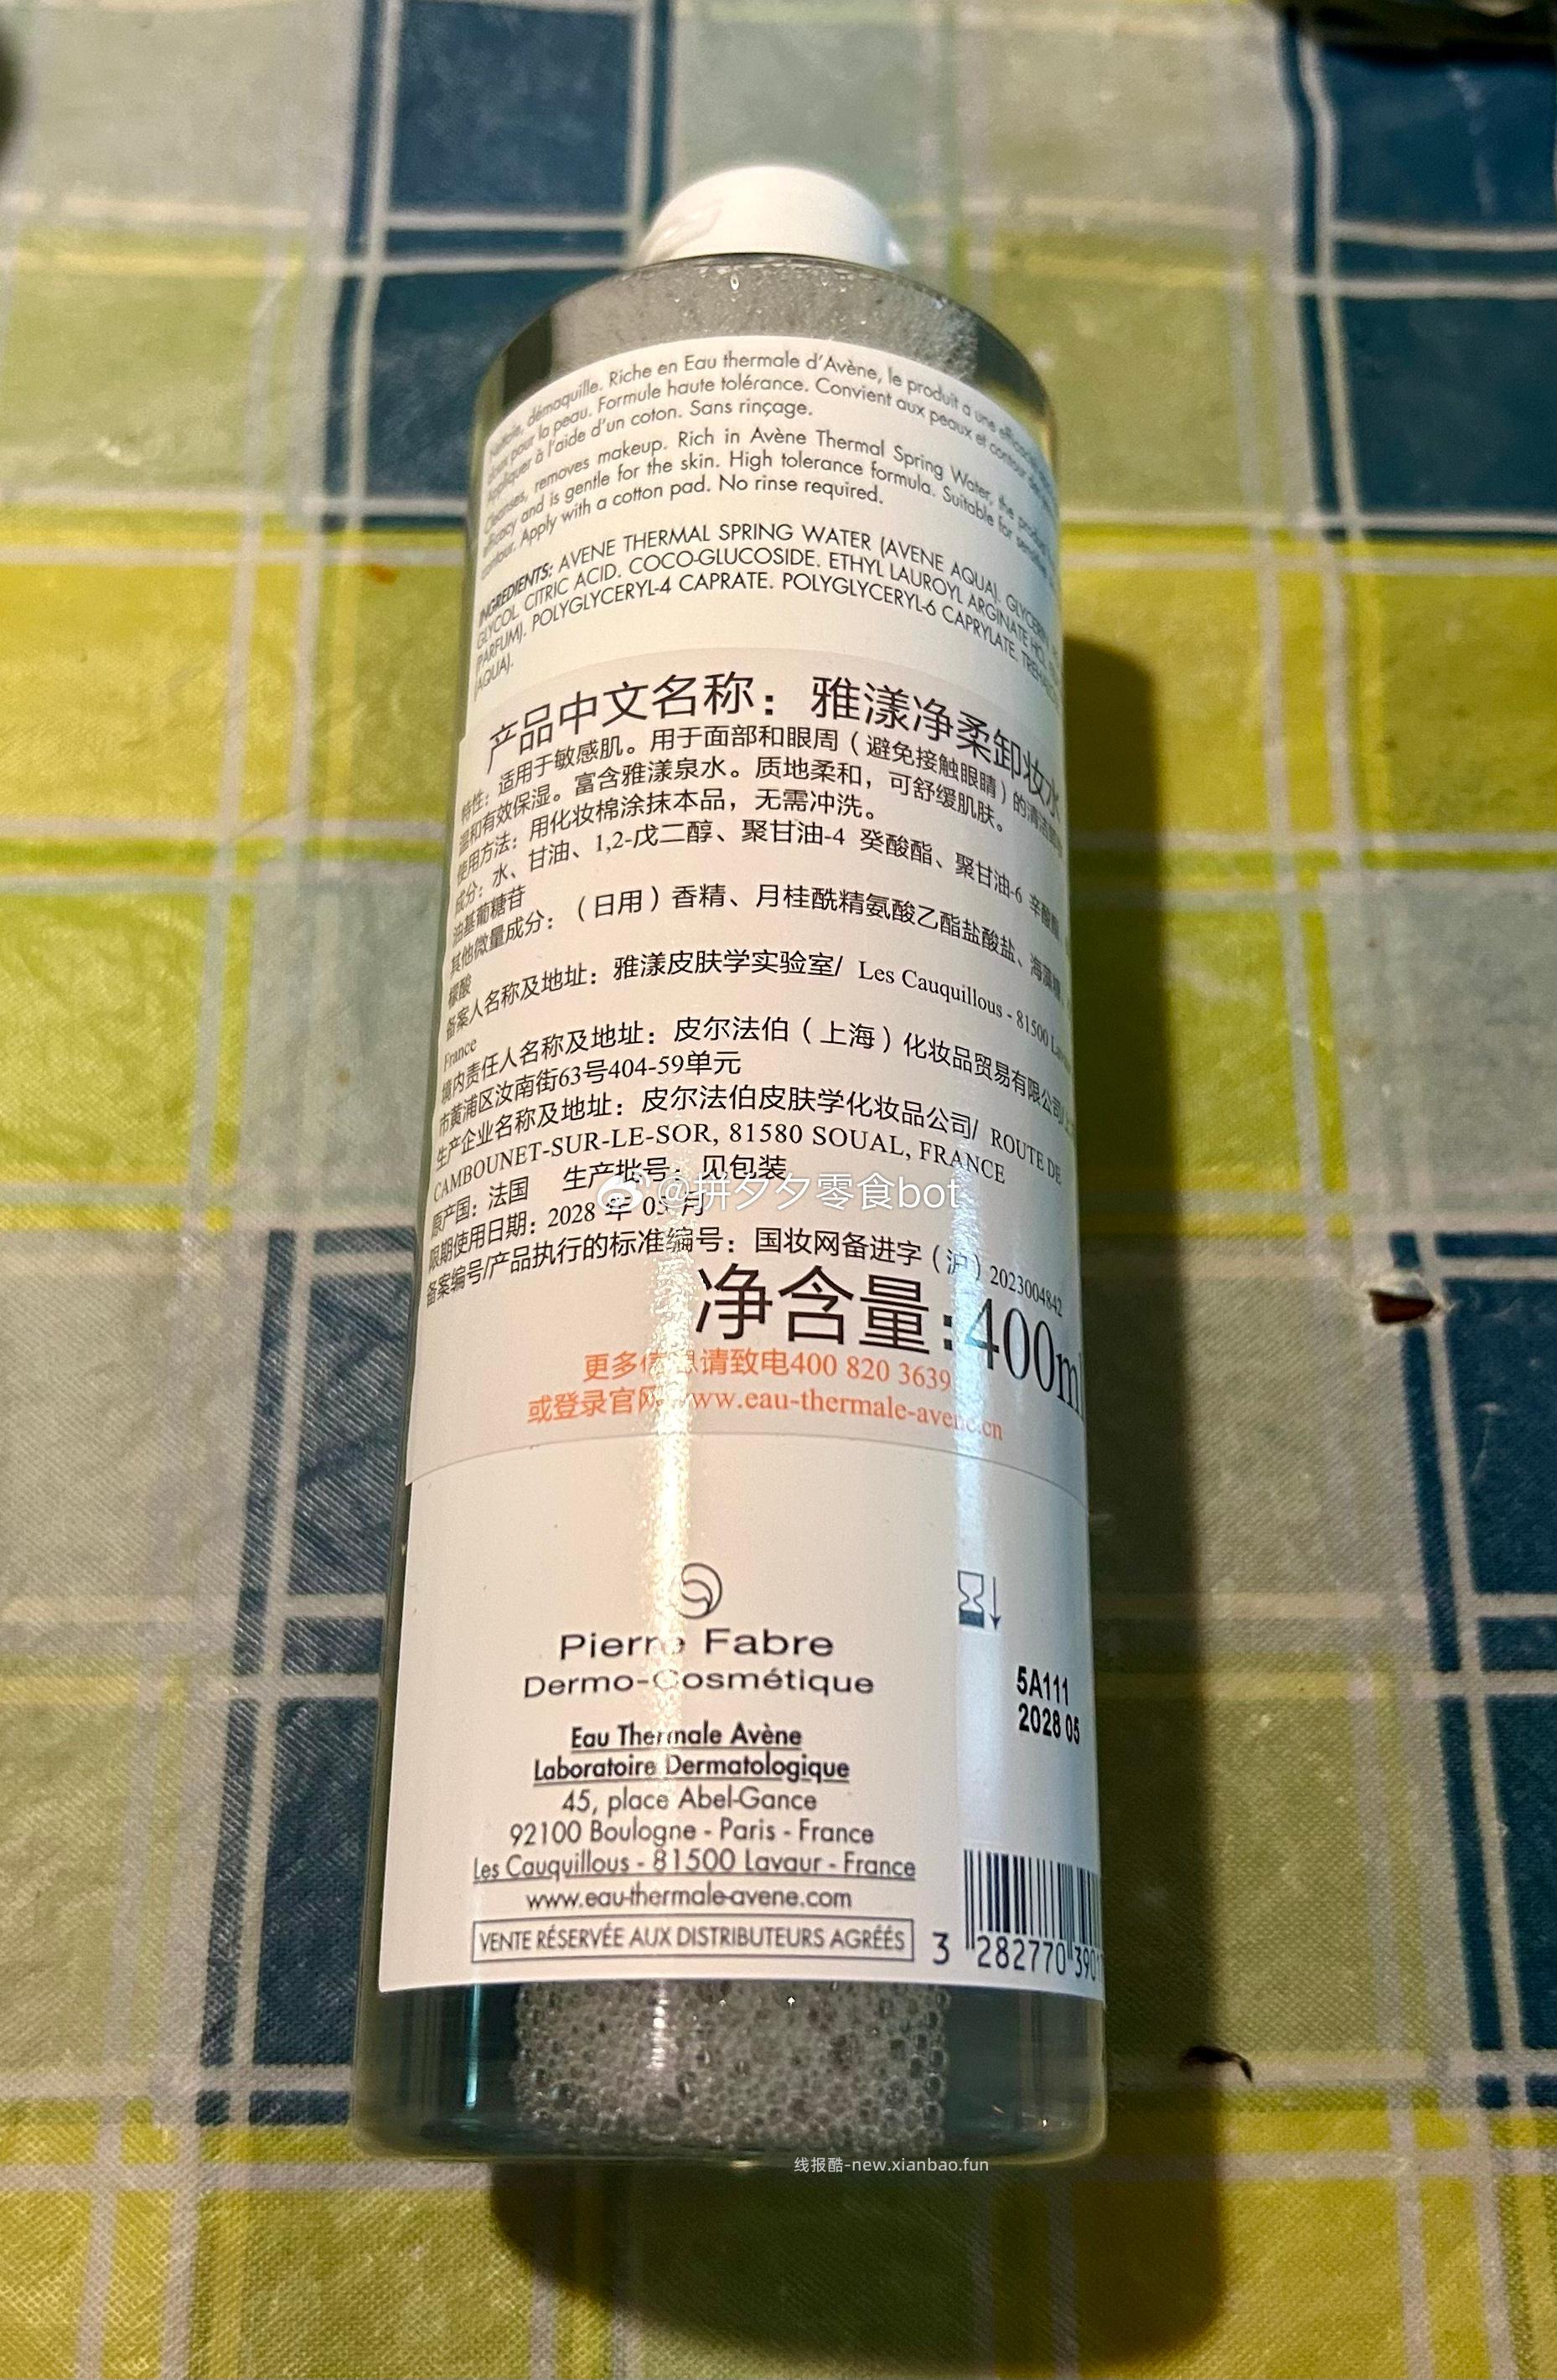 démaquille. Riche en Eau thermale d'Avène, le produit a une
pour la peau. Formule haute tolérance. Convient aux peaux et contour
Appliquer à l'aide d'un coton. Sans rinçage.
Cleanses, removes makeup. Rich in Avène Thermal Spring Water, the
efficacy and is gentle for the skin. High tolerance formula. Suitable for
contour. Apply with a cotton pad. No rinse required.
INGREDIENTS: AVENE THERMAL SPRING WATER (AVENE AQUA). GLYCERIN.
GLYCOL. CITRIC ACID. COCO-GLUCOSIDE. ETHYL LAUROYL ARGINATE HCL.
(PARFUM). POLYGLYCERYL-4 CAPRATE. POLYGLYCERYL-6 CAPRYLATE.
(AQUA).
产品中文名称：雅漾净柔卸妆水
特性：适用于敏感肌。用于面部和眼周（避免接触眼睛）的清洁
温和有效保湿。富含雅漾泉水。质地柔和，可舒缓肌肤。
使用方法：用化妆棉涂抹本品，无需冲洗。
成分：水、甘油、1,2-戊二醇、聚甘油-4 癸酸酯、聚甘油-6 辛酸酯
油基葡糖苷
其他微量成分：（日用）香精、月桂酰精氨酸乙酯盐酸盐、海藻糖、
檬酸
备案人名称及地址：雅漾皮肤学实验室/ Les Cauquillous - 81500
France
境内责任人名称及地址：皮尔法伯（上海）化妆品贸易有限公司/
市黄浦区汝南街63号404-59单元
生产企业名称及地址：皮尔法伯皮肤学化妆品公司/ ROUTE DE
CAMBOUNET-SUR-LE-SOR, 81580 SOUAL, FRANCE
原产国：法国 生产批号：见包装
@拼夕夕零食bot
限期使用日期：2028 年 05 月
备案编号/产品执行的标准编号：国妆网备进字（沪）2023004842
净含量:400ml
更多信息请致电400 820 3639
或登录官网www.eau-thermale-avene.cn
Pierre Fabre
Dermo-Cosmétique
5A111
2028 05
Eau Thermale Avène
Laboratoire Dermatologique
45, place Abel-Gance
92100 Boulogne - Paris - France
Les Cauquillous - 81500 Lavaur - France
www.eau-thermale-avene.com
VENTE RÉSERVÉE AUX DISTRIBUTEURS AGRÉÉS
3 282770 390
线报酷-new.xianbao.fun